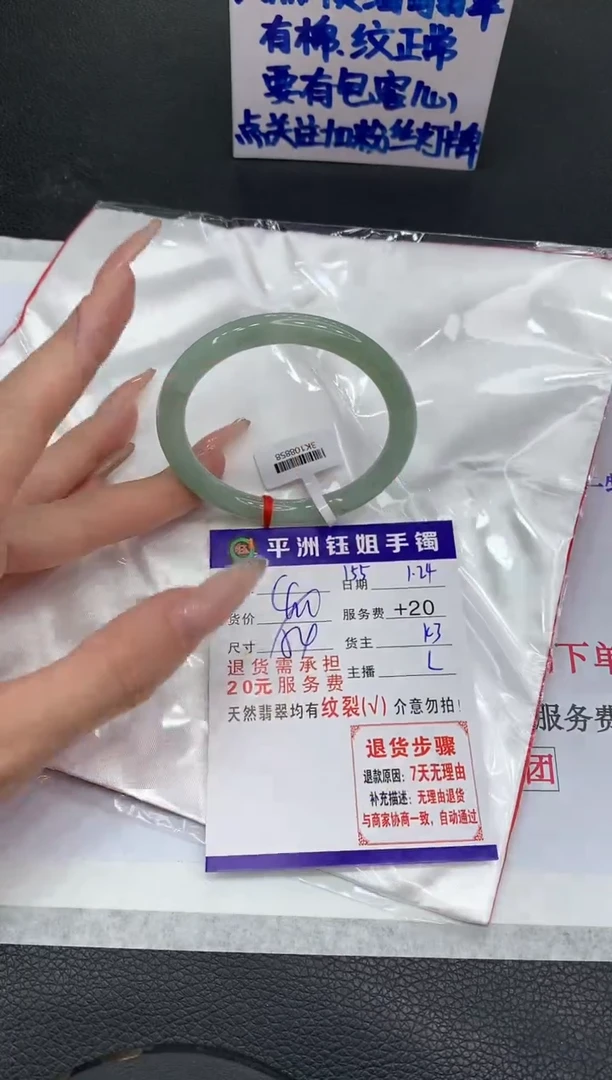 有棉、纹正常
要有包容心
点关注加粉丝灯牌
3K108858
平洲钰姐手镯
155
日期 1.24
货价
服务费 +20
尺寸
货主 K3
退货需承担
20元服务费
主播 L
天然翡翠均有纹裂(√) 介意勿拍!
退货步骤
退款原因: 7天无理由
补充描述: 无理由退货
与商家协商一致, 自动通过
下单
服务费
团